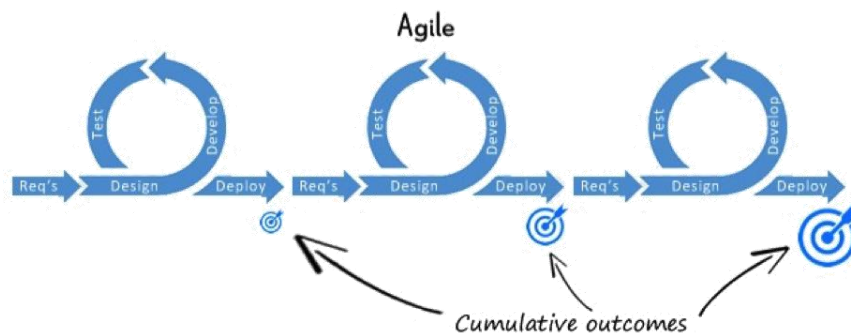 Agile
Test
Develop
Req's
Design
Deploy
Test
Develop
Req's
Design
Deploy
Test
Develop
Req's
Design
Deploy
Cumulative outcomes